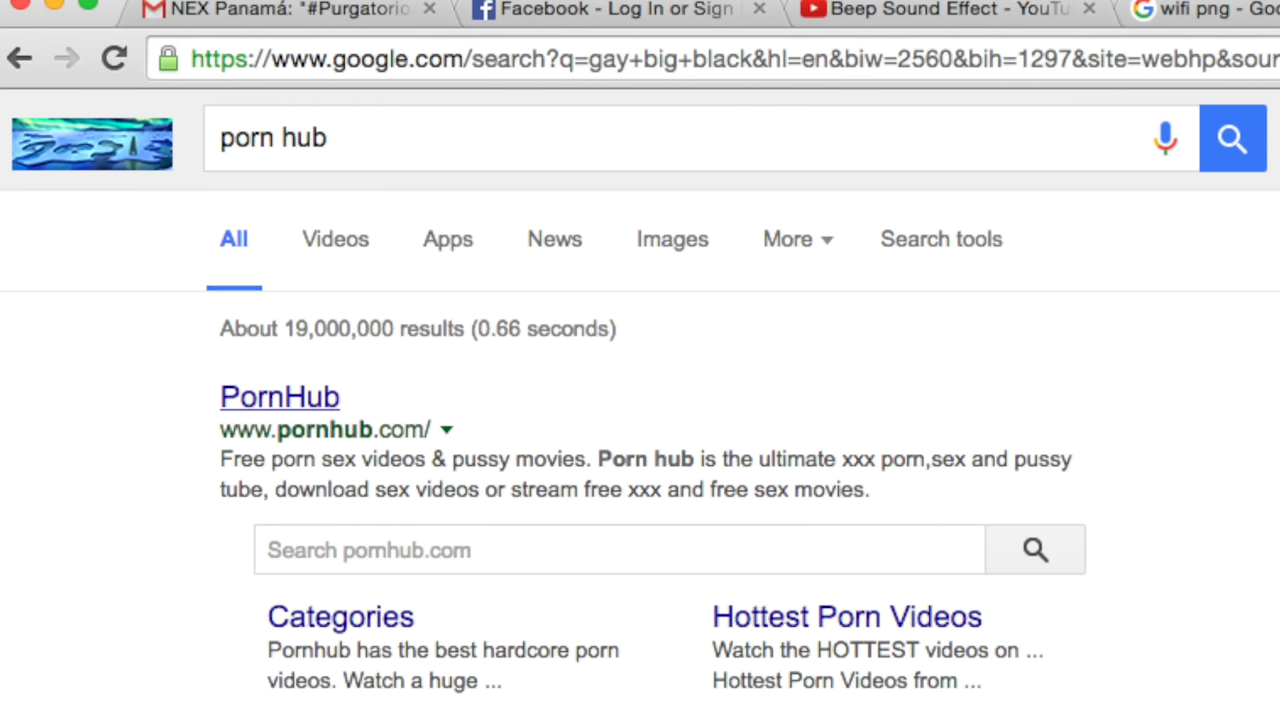 NEX Panamá: "#Purgatorio
Facebook - Log In or Sign
Beep Sound Effect - YouTu
wifi png - Goo
https://www.google.com/search?q=gay+big+black&hl=en&biw=2560&bih=1297&site=webhp&sour
porn hub
All Videos Apps News Images More Search tools
About 19,000,000 results (0.66 seconds)
PornHub
www.pornhub.com/
Free porn sex videos & pussy movies. Porn hub is the ultimate xxx porn,sex and pussy
tube, download sex videos or stream free xxx and free sex movies.
Search pornhub.com
Categories
Pornhub has the best hardcore porn
videos. Watch a huge ...
Hottest Porn Videos
Watch the HOTTEST videos on ...
Hottest Porn Videos from ...